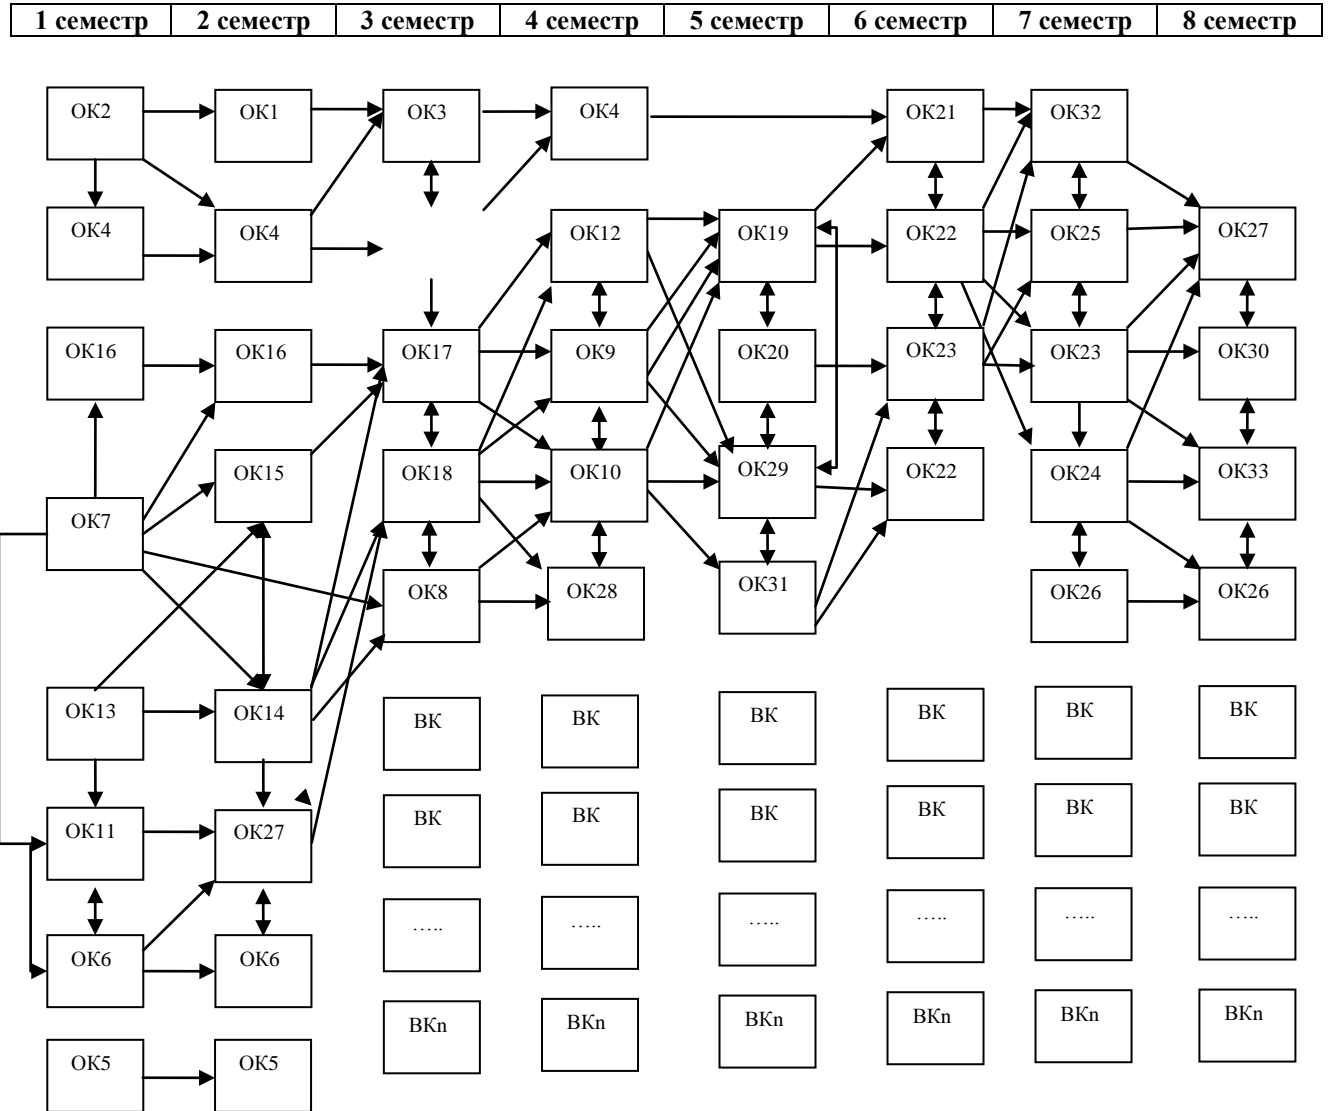 1 семестр 2 семестр 3 семестр 4 семестр 5 семестр 6 семестр 7 семестр 8 семестр
ОК2 ОК1 ОК3 ОК4 ОК21 ОК32
ОК4 ОК4 ОК12 ОК19 ОК22 ОК25 ОК27
ОК16 ОК16 ОК17 ОК9 ОК20 ОК23 ОК23 ОК30
ОК7 ОК15 ОК18 ОК10 ОК29 ОК22 ОК24 ОК33
ОК8 ОК28 ОК31 ОК26 ОК26
ОК13 ОК14 ВК ВК ВК ВК ВК ВК
ОК11 ОК27 ВК ВК ВК ВК ВК ВК
ОК6 ОК6 ….. ….. ….. ….. ….. …..
ОК5 ОК5 ВКn ВКn ВКn ВКn ВКn ВКn